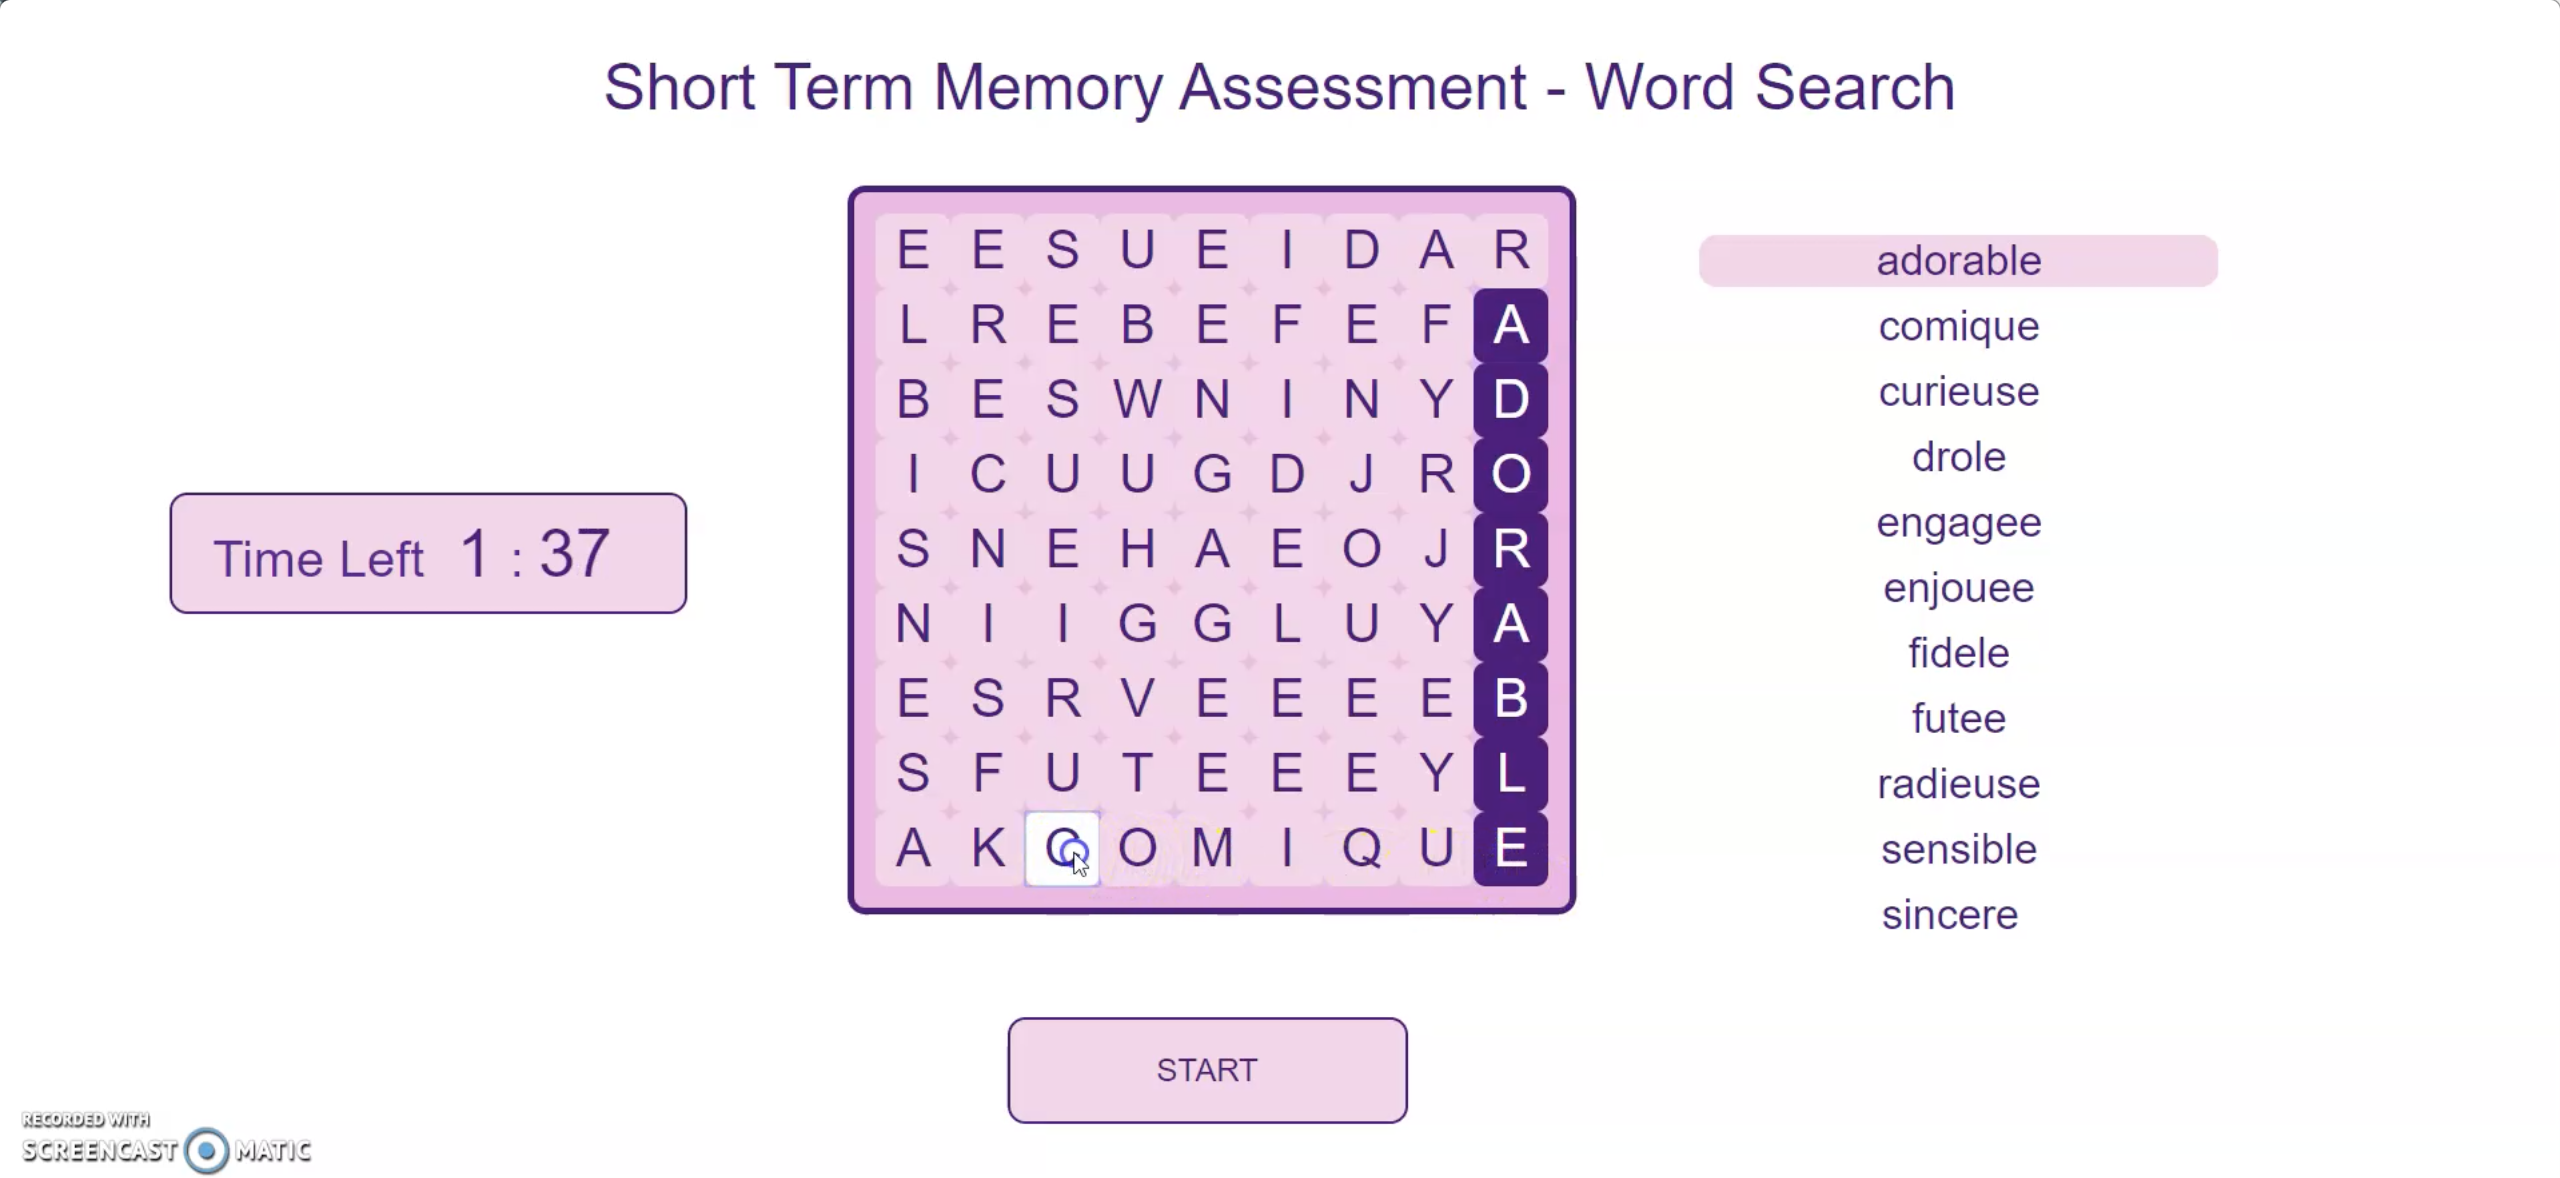 Short Term Memory Assessment - Word Search
E E S U E I D A R
L R E B E F E F A
B E S W N I N Y D
I C U U G D J R O
S N E H A E O J R
N I I G G L U Y A
E S R V E E E E B
S F U T E E E Y L
A K C O M I Q U E
Time Left 1 : 37
adorable
comique
curieuse
drole
engagee
enjouee
fidele
futee
radieuse
sensible
sincere
START
RECORDED WITH
SCREENCAST MATIC